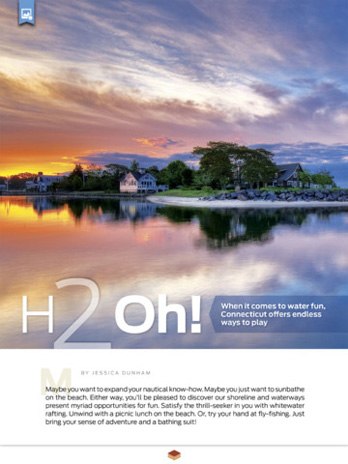 H2Oh!
When it comes to water fun,
Connecticut offers endless
ways to play
BY JESSICA DUNHAM
Maybe you want to expand your nautical know-how. Maybe you just want to sunbathe
on the beach. Either way, you'll be pleased to discover our shoreline and waterways
present myriad opportunities for fun. Satisfy the thrill-seeker in you with whitewater
rafting. Unwind with a picnic lunch on the beach. Or, try your hand at fly-fishing. Just
bring your sense of adventure and a bathing suit!